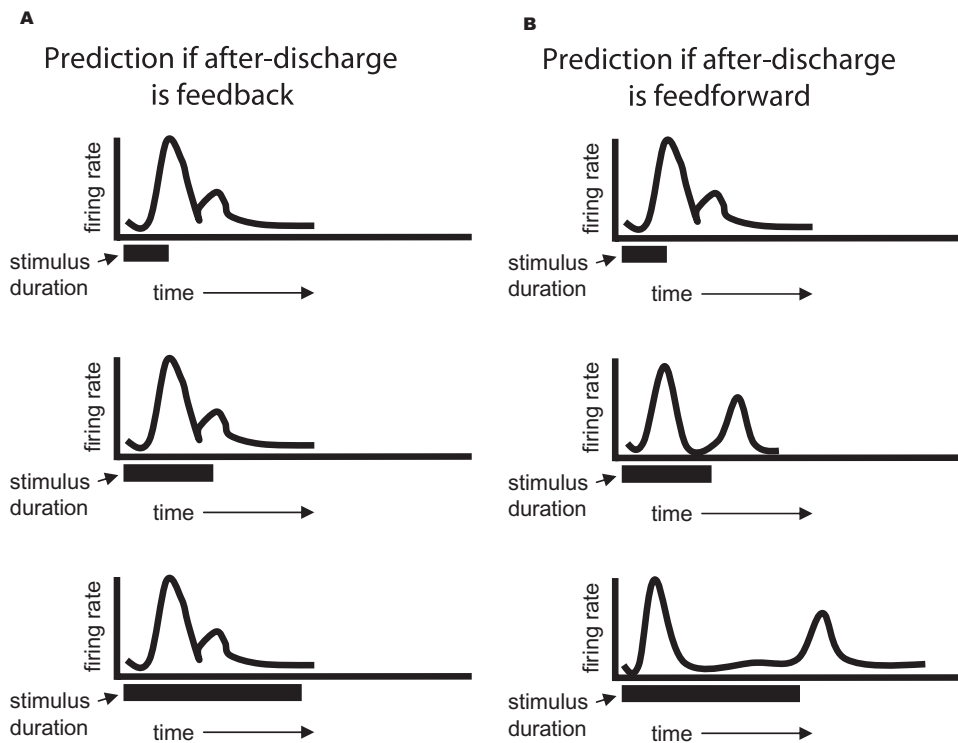 A
Prediction if after-discharge
is feedback
firing rate
stimulus
duration
time
firing rate
stimulus
duration
time
firing rate
stimulus
duration
time
B
Prediction if after-discharge
is feedforward
firing rate
stimulus
duration
time
firing rate
stimulus
duration
time
firing rate
stimulus
duration
time